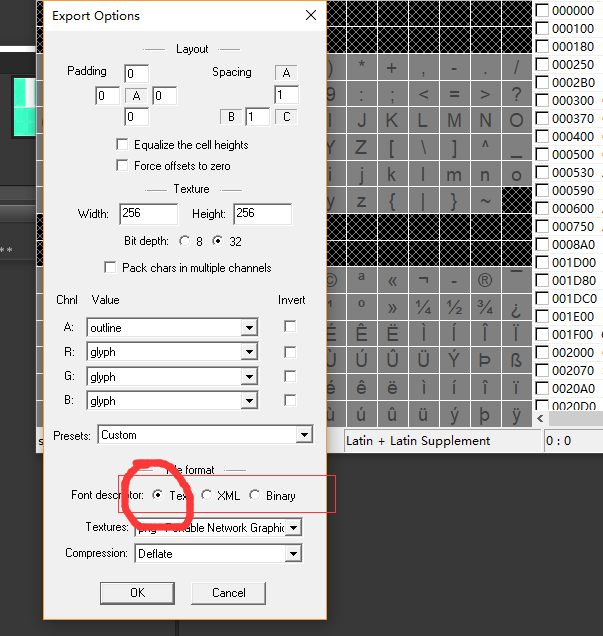 Export Options
Layout
Padding
Spacing
0
A
0
A
0
1
0
B
1
C
Equalize the cell heights
Force offsets to zero
Texture
Width: 256 Height: 256
Bit depth: 8 32
Pack chars in multiple channels
Chnl Value Invert
A: outline
R: glyph
G: glyph
B: glyph
Presets: Custom
File format
Font descriptor: Text XML Binary
Textures: png - Portable Network Graphic
Compression: Deflate
OK Cancel
) * + , - . /
9 : ; < = > ?
I J K L M N O
Y Z [ \ ] ^ _
i j k l m n o
y z { | } ~
© ª « ¬ - ® ¯
¹ º » ¼ ½ ¾ ¿
É Ê Ë Ì Í Î Ï
Ù Ú Û Ü Ý Þ ß
é ê ë ì í î ï
ù ú û ü ý þ ÿ
Latin + Latin Supplement
0 : 0
000000
000100
000180
000250
0002B0
000300
000370
000400
000500
000530
000590
000600
000750
0008A0
001D00
001D80
001DC0
001E00
001F00
002000
002070
0020A0
0020D0
**